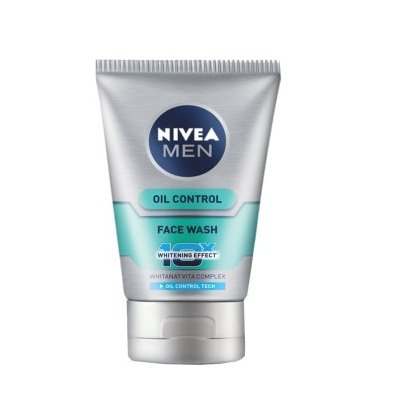 NIVEA
MEN
OIL CONTROL
FACE WASH
10X
WHITENING EFFECT
WHITANAT VITA COMPLEX
OIL CONTROL TECH